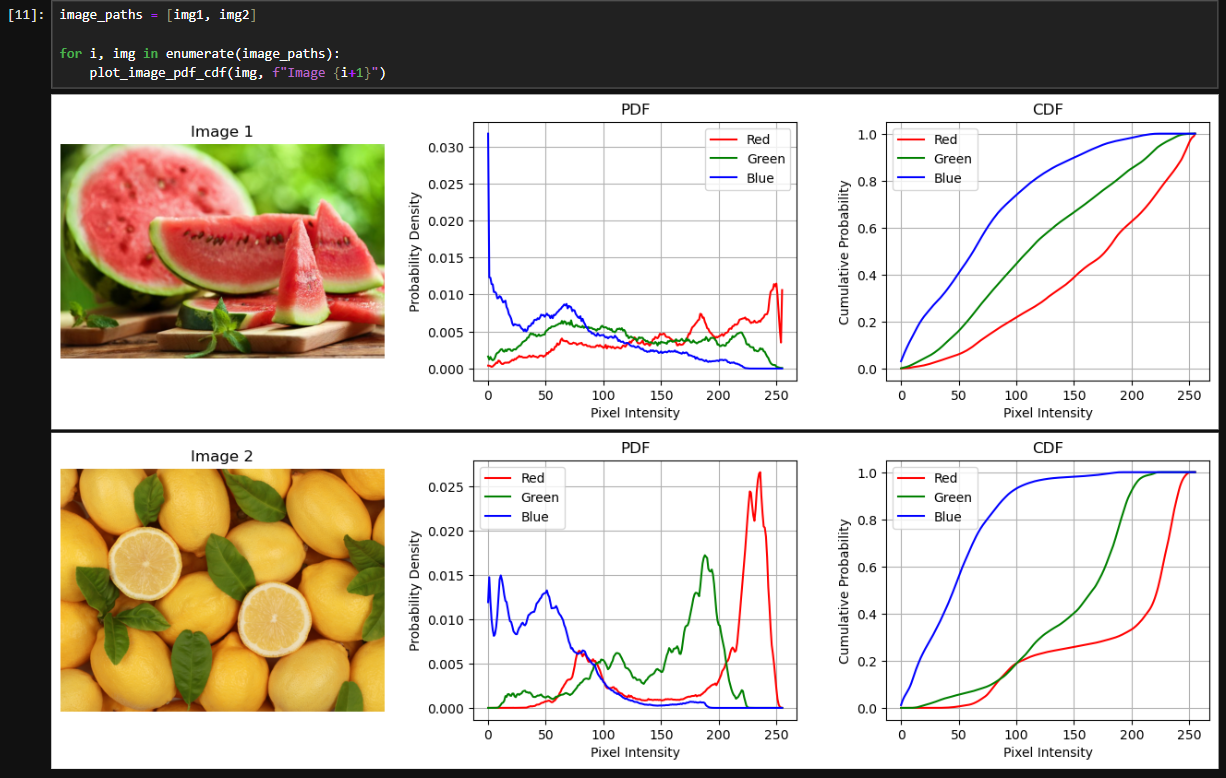 [11]:
image_paths = [img1, img2]
for i, img in enumerate(image_paths):
    plot_image_pdf_cdf(img, f"Image {i+1}")
Image 1
PDF
Red
Green
Blue
Probability Density
0.030
0.025
0.020
0.015
0.010
0.005
0.000
0 50 100 150 200 250
Pixel Intensity
CDF
Red
Green
Blue
Cumulative Probability
1.0
0.8
0.6
0.4
0.2
0.0
0 50 100 150 200 250
Pixel Intensity
Image 2
PDF
Red
Green
Blue
Probability Density
0.025
0.020
0.015
0.010
0.005
0.000
0 50 100 150 200 250
Pixel Intensity
CDF
Red
Green
Blue
Cumulative Probability
1.0
0.8
0.6
0.4
0.2
0.0
0 50 100 150 200 250
Pixel Intensity